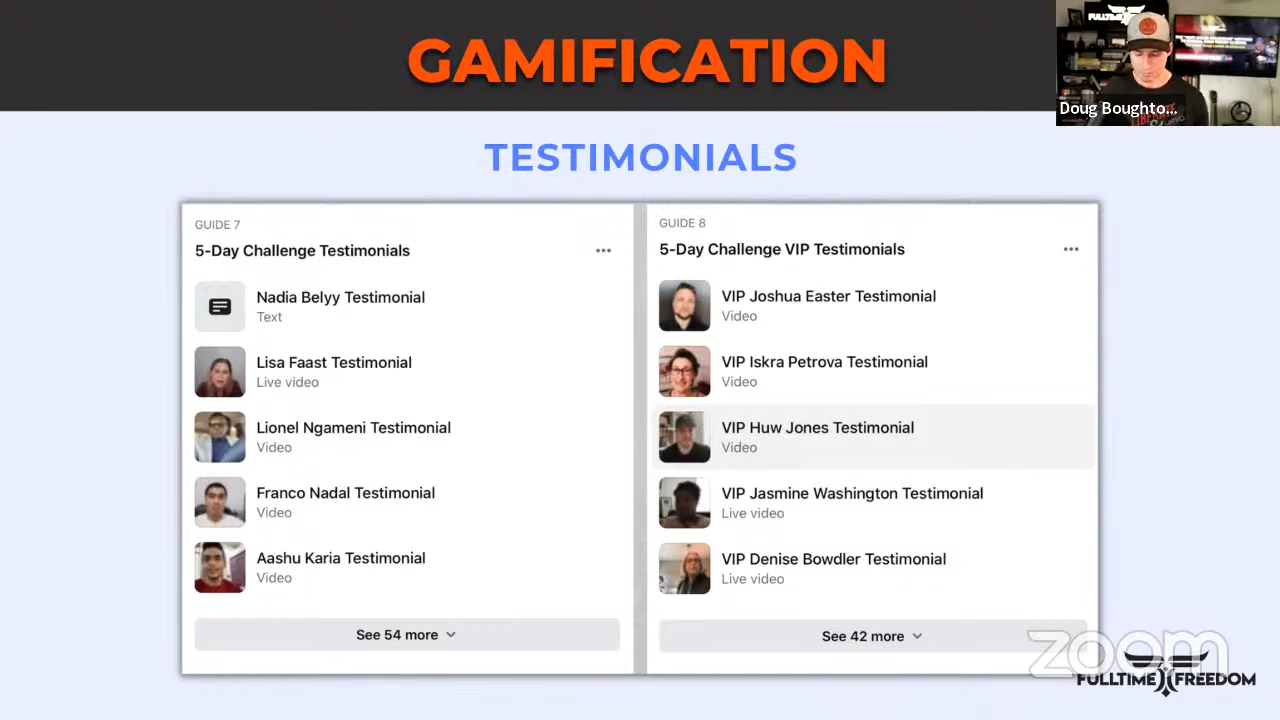 GAMIFICATION
FULLTIME
Doug Boughto...
TESTIMONIALS
GUIDE 7
5-Day Challenge Testimonials
Nadia Belyy Testimonial
Text
Lisa Faast Testimonial
Live video
Lionel Ngameni Testimonial
Video
Franco Nadal Testimonial
Video
Aashu Karia Testimonial
Video
See 54 more
GUIDE 8
5-Day Challenge VIP Testimonials
VIP Joshua Easter Testimonial
Video
VIP Iskra Petrova Testimonial
Video
VIP Huw Jones Testimonial
Video
VIP Jasmine Washington Testimonial
Live video
VIP Denise Bowdler Testimonial
Live video
See 42 more
zoom
FULLTIME FREEDOM